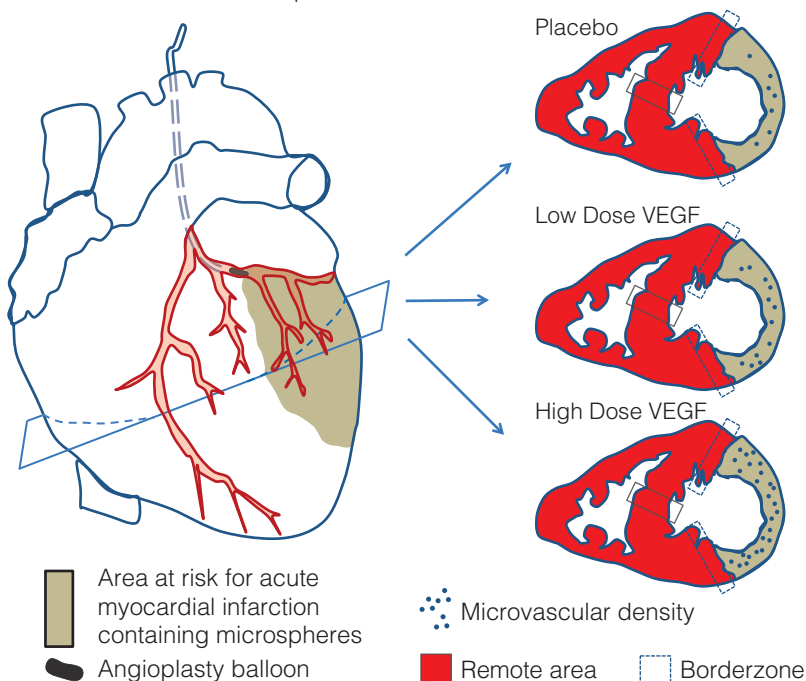 Placebo
Low Dose VEGF
High Dose VEGF
Area at risk for acute
myocardial infarction
containing microspheres
Angioplasty balloon
Microvascular density
Remote area
Borderzone